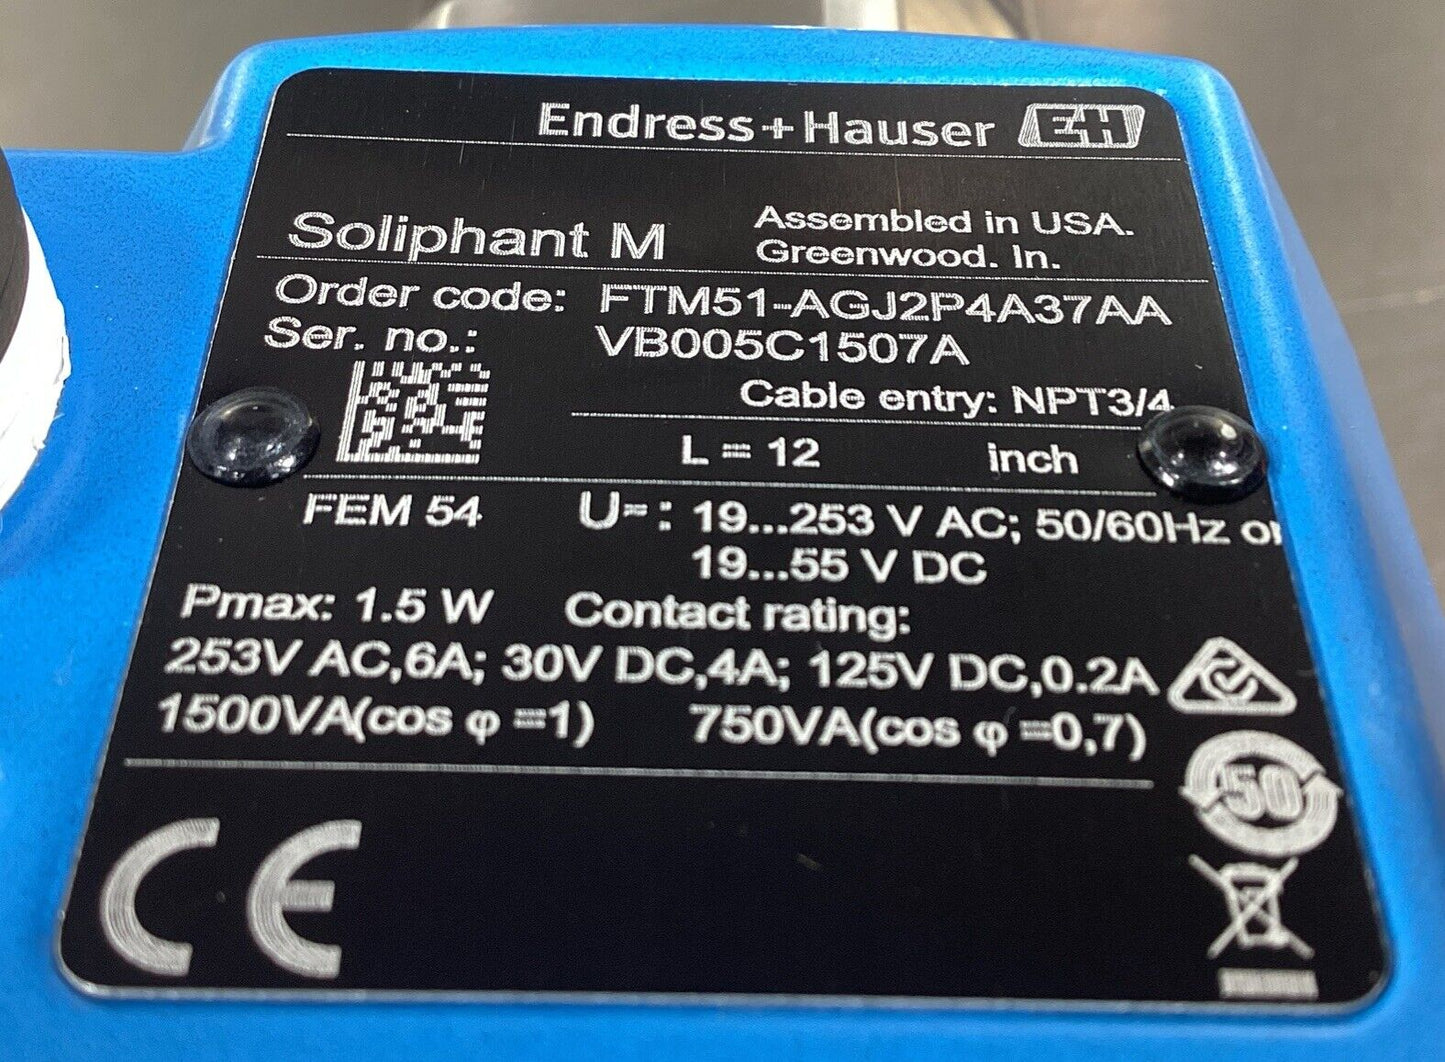 Endress+Hauser EH
Soliphant M
Assembled in USA.
Greenwood. In.
Order code: FTM51-AGJ2P4A37AA
Ser. no.: VB005C1507A
Cable entry: NPT3/4
L = 12 inch
FEM 54 U≂ : 19...253 V AC; 50/60Hz or
19...55 V DC
Pmax: 1.5 W Contact rating:
253V AC,6A; 30V DC,4A; 125V DC,0.2A
1500VA(cos φ =1) 750VA(cos φ =0,7)
50
CE